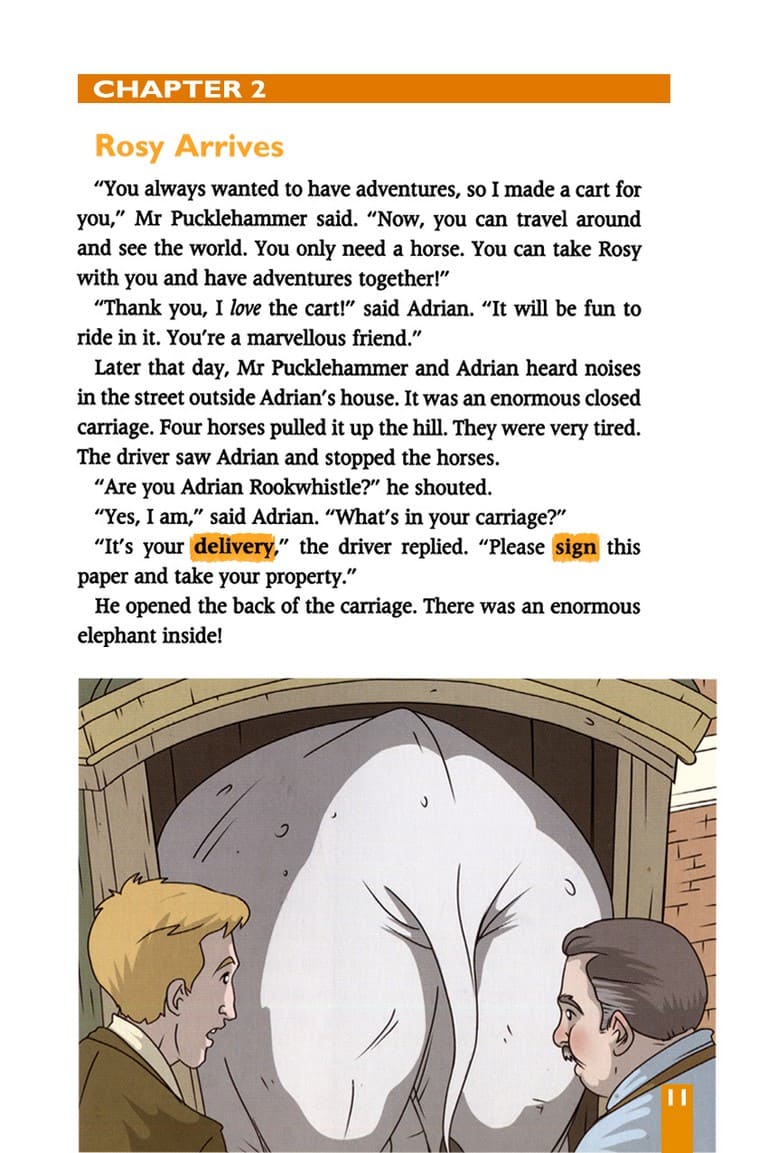 CHAPTER 2
Rosy Arrives
“You always wanted to have adventures, so I made a cart for
you,” Mr Pucklehammer said. “Now, you can travel around
and see the world. You only need a horse. You can take Rosy
with you and have adventures together!”
“Thank you, I love the cart!” said Adrian. “It will be fun to
ride in it. You’re a marvellous friend.”
Later that day, Mr Pucklehammer and Adrian heard noises
in the street outside Adrian’s house. It was an enormous closed
carriage. Four horses pulled it up the hill. They were very tired.
The driver saw Adrian and stopped the horses.
“Are you Adrian Rookwhistle?” he shouted.
“Yes, I am,” said Adrian. “What’s in your carriage?”
“It’s your delivery,” the driver replied. “Please sign this
paper and take your property.”
He opened the back of the carriage. There was an enormous
elephant inside!
11